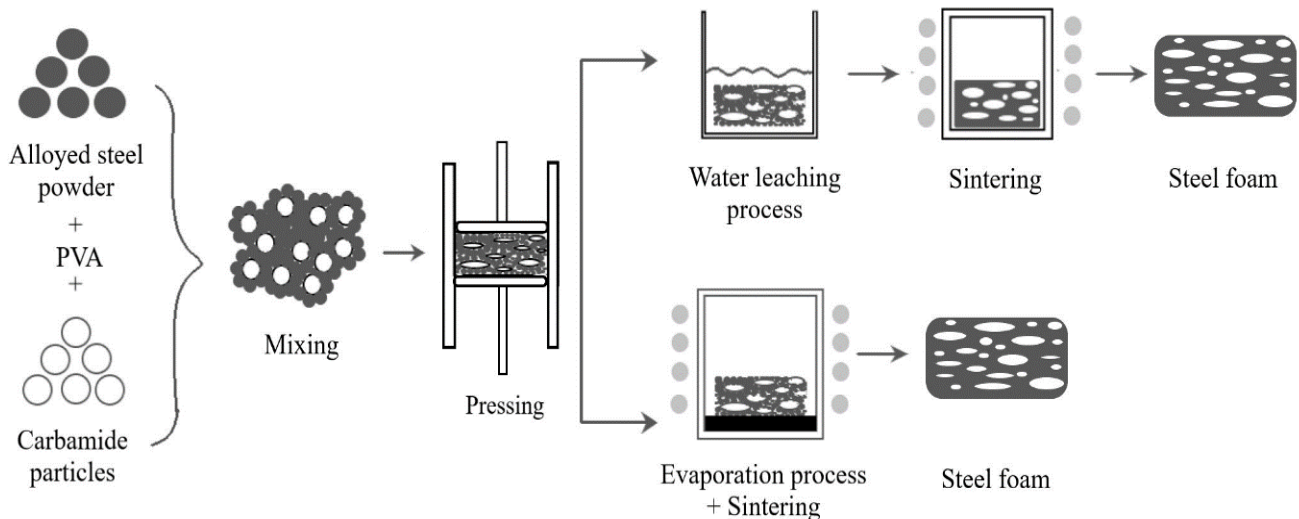 Alloyed steel
powder
+
PVA
+
Carbamide
particles
Mixing
Pressing
Water leaching
process
Sintering
Steel foam
Evaporation process
+ Sintering
Steel foam